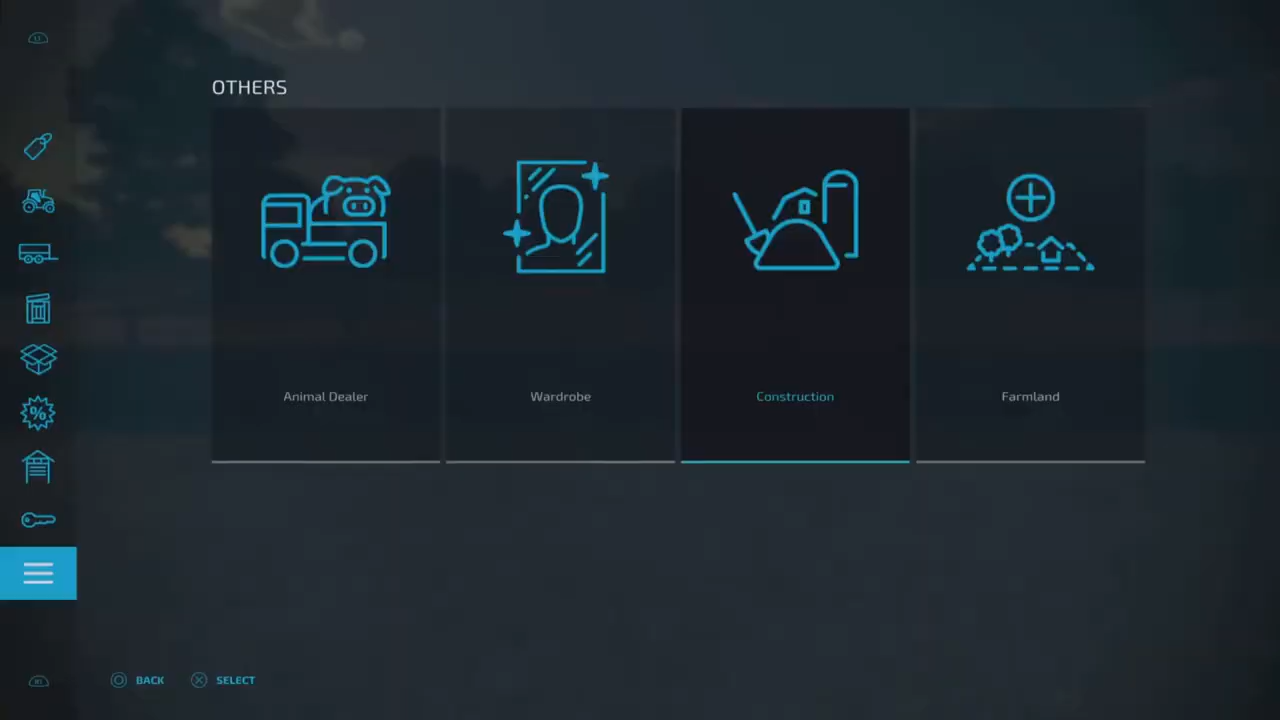 OTHERS
Animal Dealer
Wardrobe
Construction
Farmland
%
BACK
SELECT